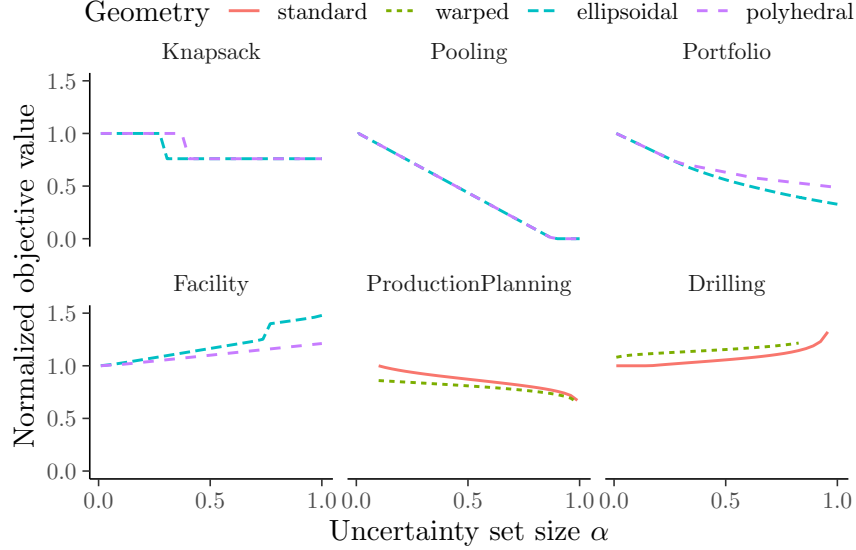 Geometry standard warped ellipsoidal polyhedral
Knapsack Pooling Portfolio
1.5
1.0
0.5
0.0
Normalized objective value
Facility ProductionPlanning Drilling
1.5
1.0
0.5
0.0
0.0 0.5 1.0 0.0 0.5 1.0 0.0 0.5 1.0
Uncertainty set size α